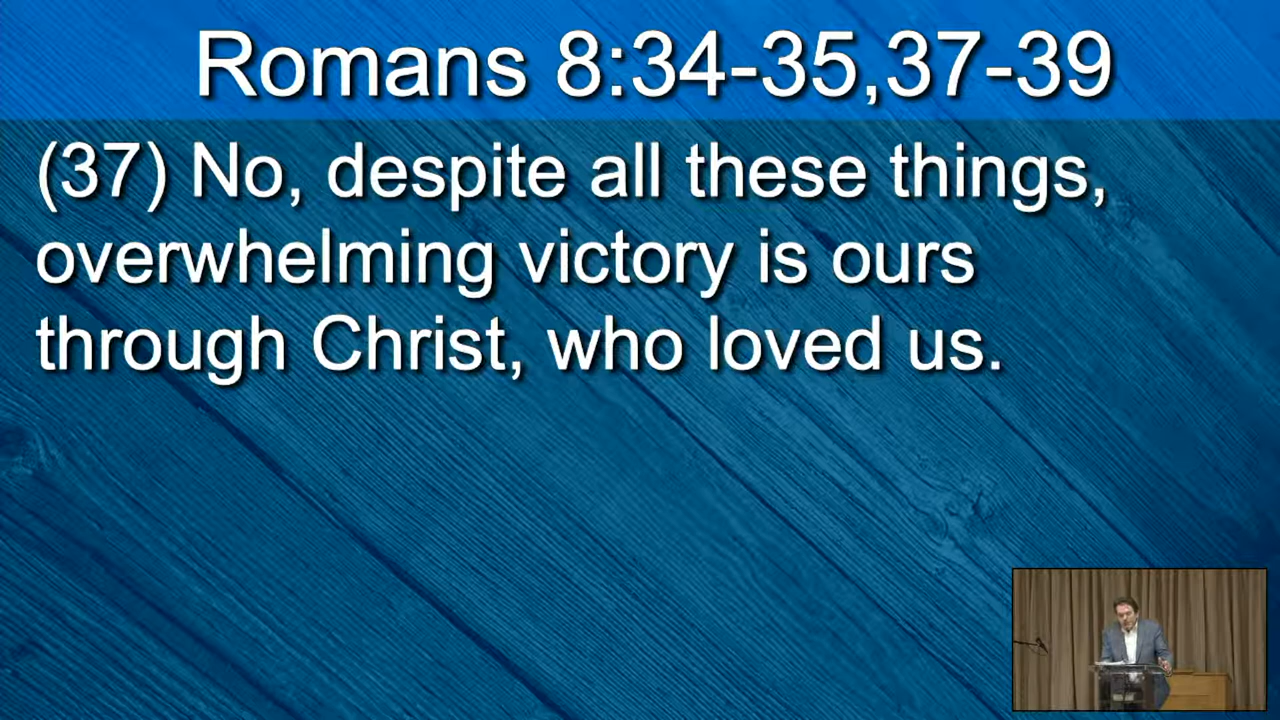 Romans 8:34-35,37-39
(37) No, despite all these things,
overwhelming victory is ours
through Christ, who loved us.